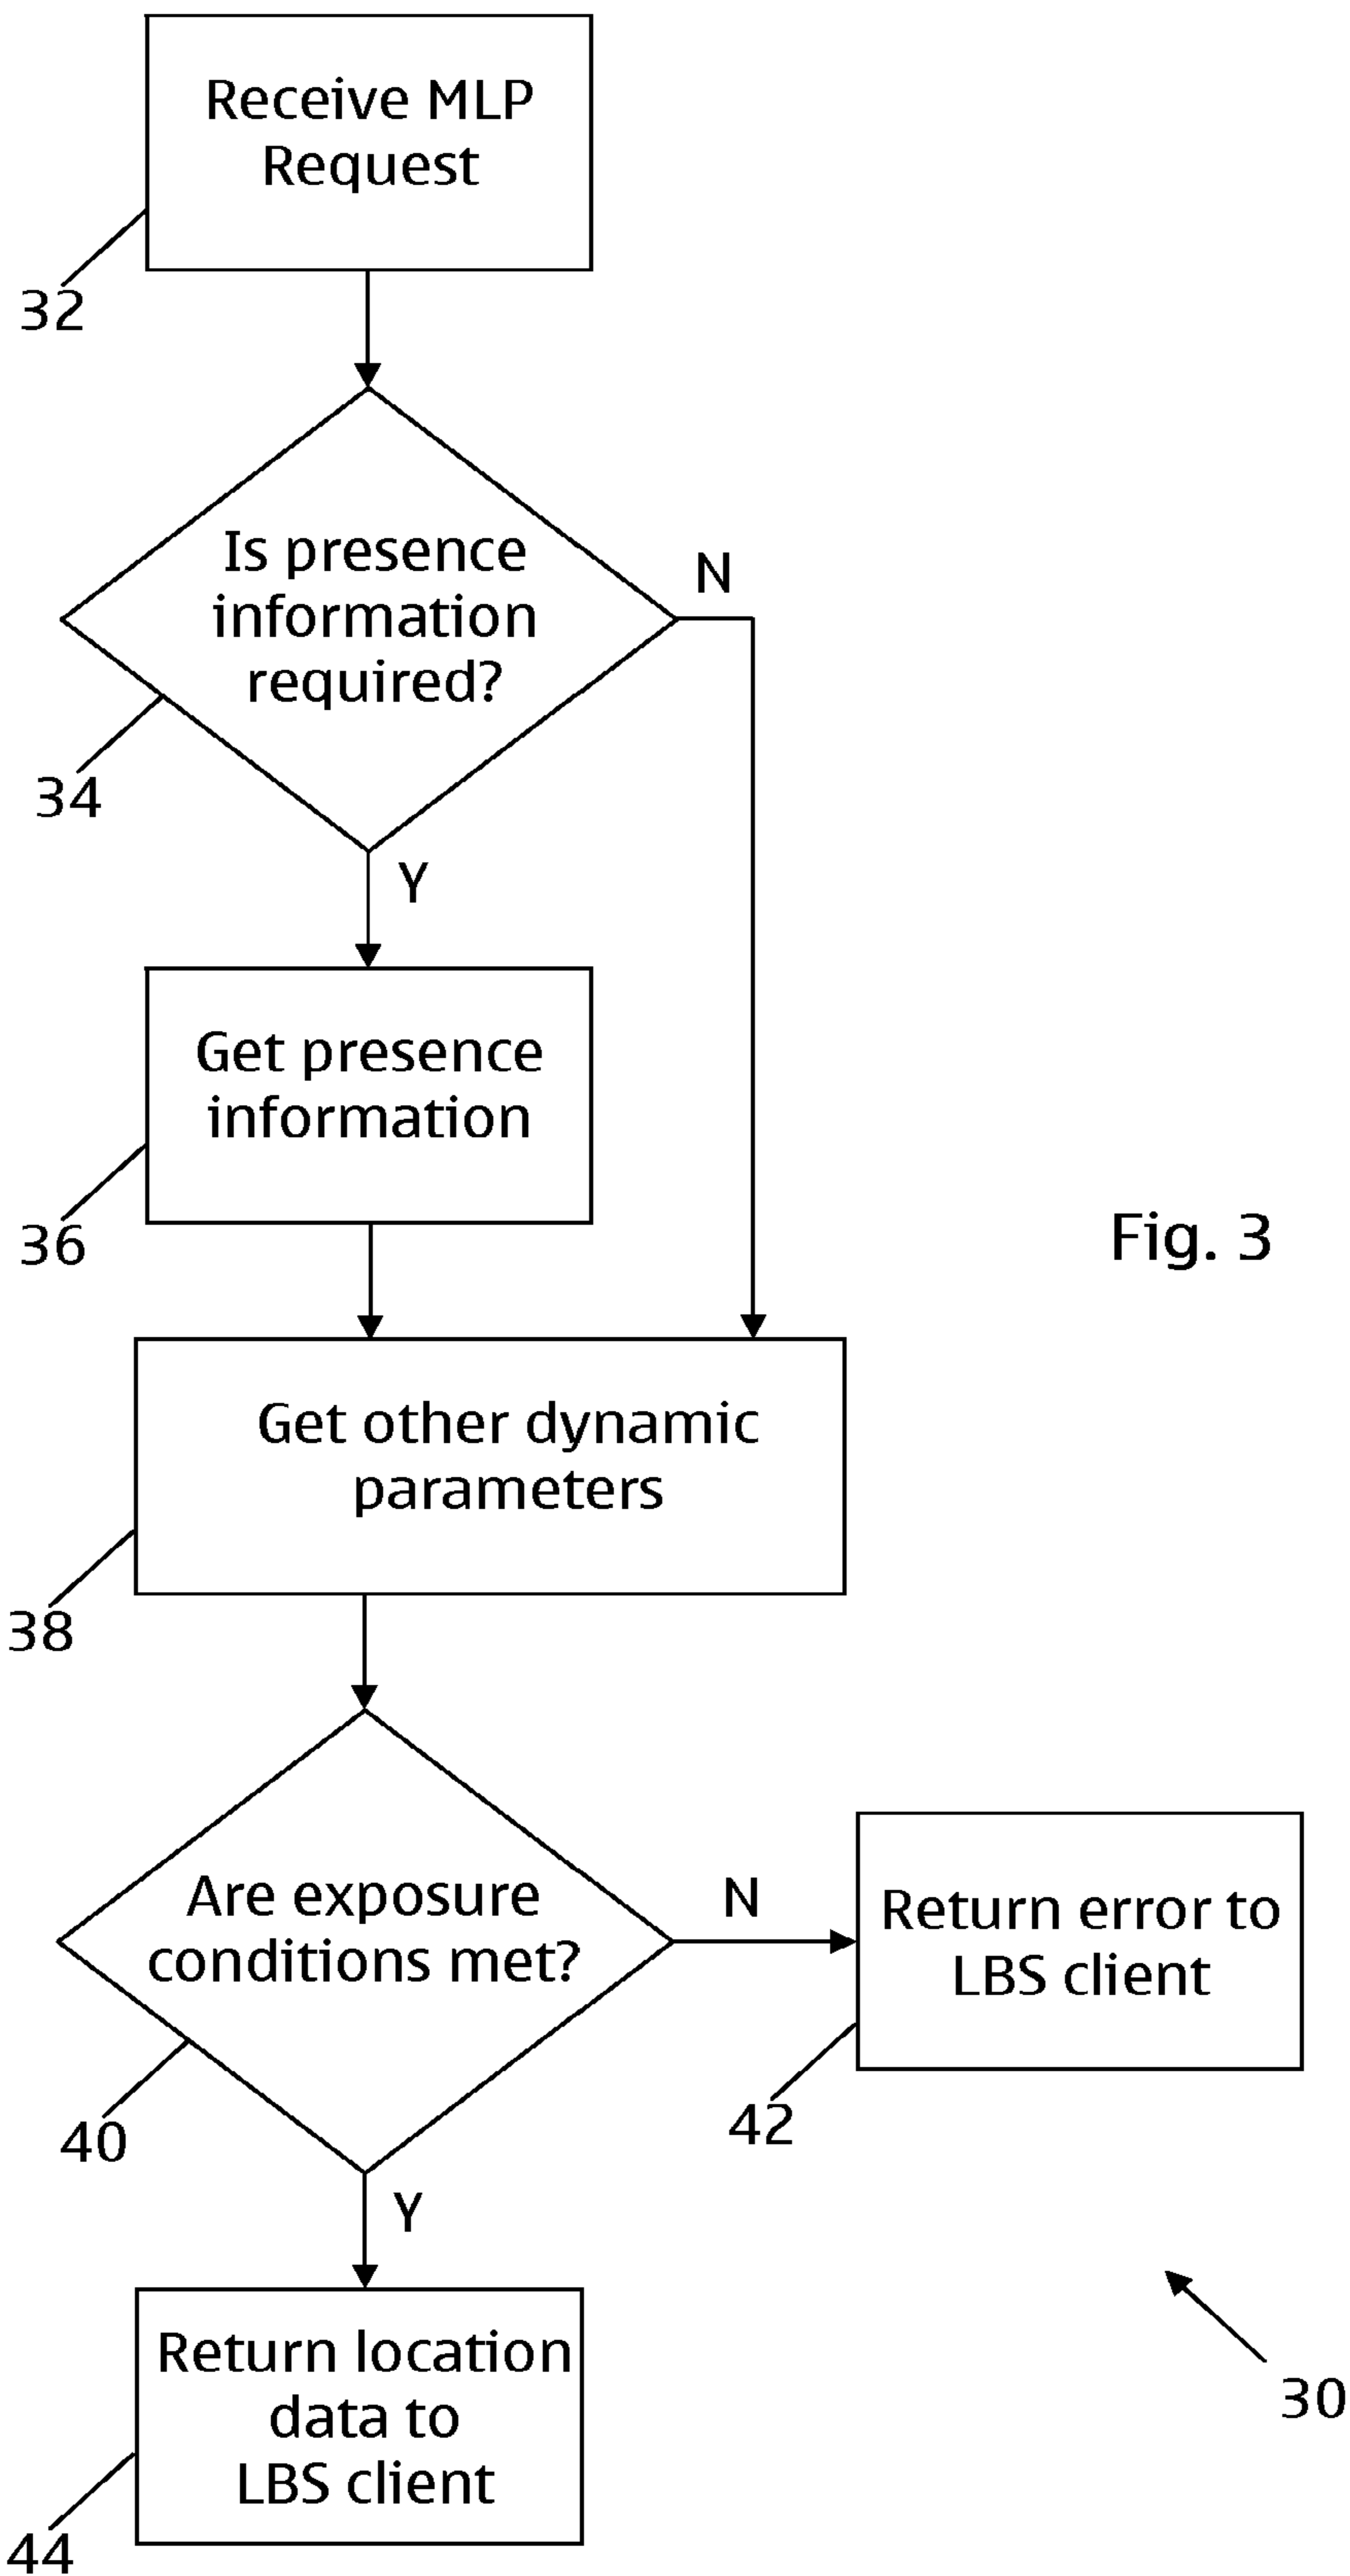 Receive MLP
Request
32
Is presence
information
required?
N
34
Y
Get presence
information
36
Fig. 3
Get other dynamic
parameters
38
Are exposure
conditions met?
N
Return error to
LBS client
40
42
Y
Return location
data to
LBS client
30
44